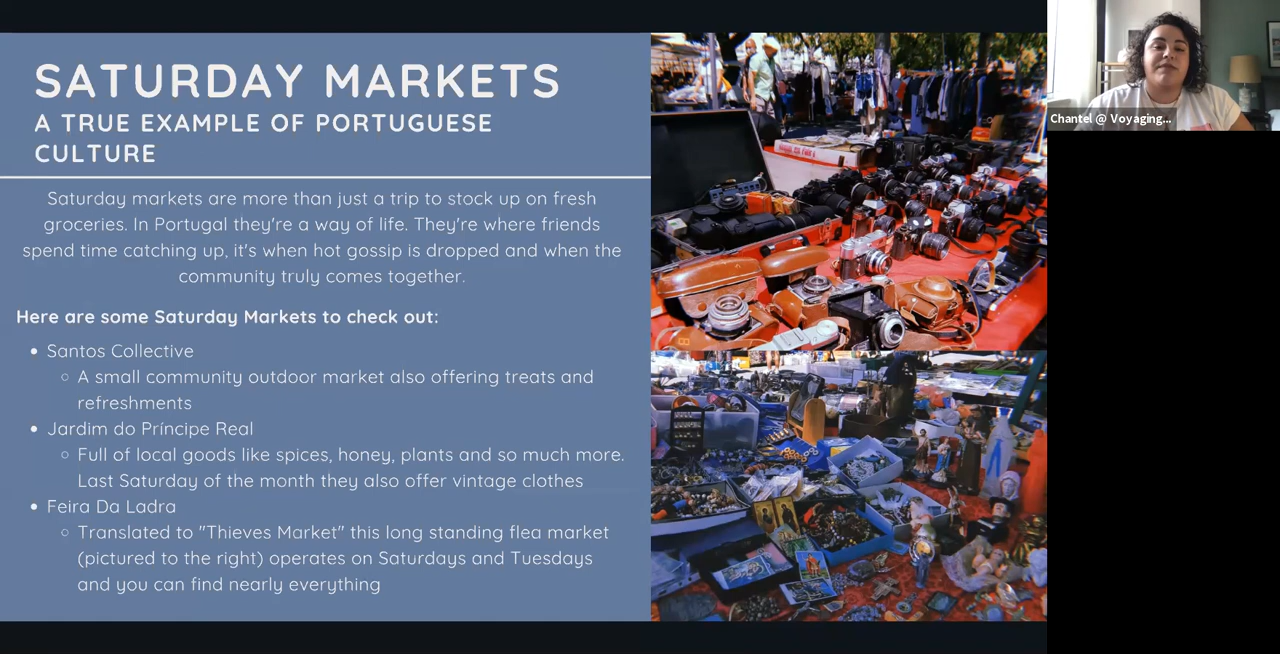 SATURDAY MARKETS
A TRUE EXAMPLE OF PORTUGUESE
CULTURE
Saturday markets are more than just a trip to stock up on fresh
groceries. In Portugal they're a way of life. They're where friends
spend time catching up, it's when hot gossip is dropped and when the
community truly comes together.
Here are some Saturday Markets to check out:
Santos Collective
A small community outdoor market also offering treats and
refreshments
Jardim do Príncipe Real
Full of local goods like spices, honey, plants and so much more.
Last Saturday of the month they also offer vintage clothes
Feira Da Ladra
Translated to "Thieves Market" this long standing flea market
(pictured to the right) operates on Saturdays and Tuesdays
and you can find nearly everything
Chantel @ Voyaging...